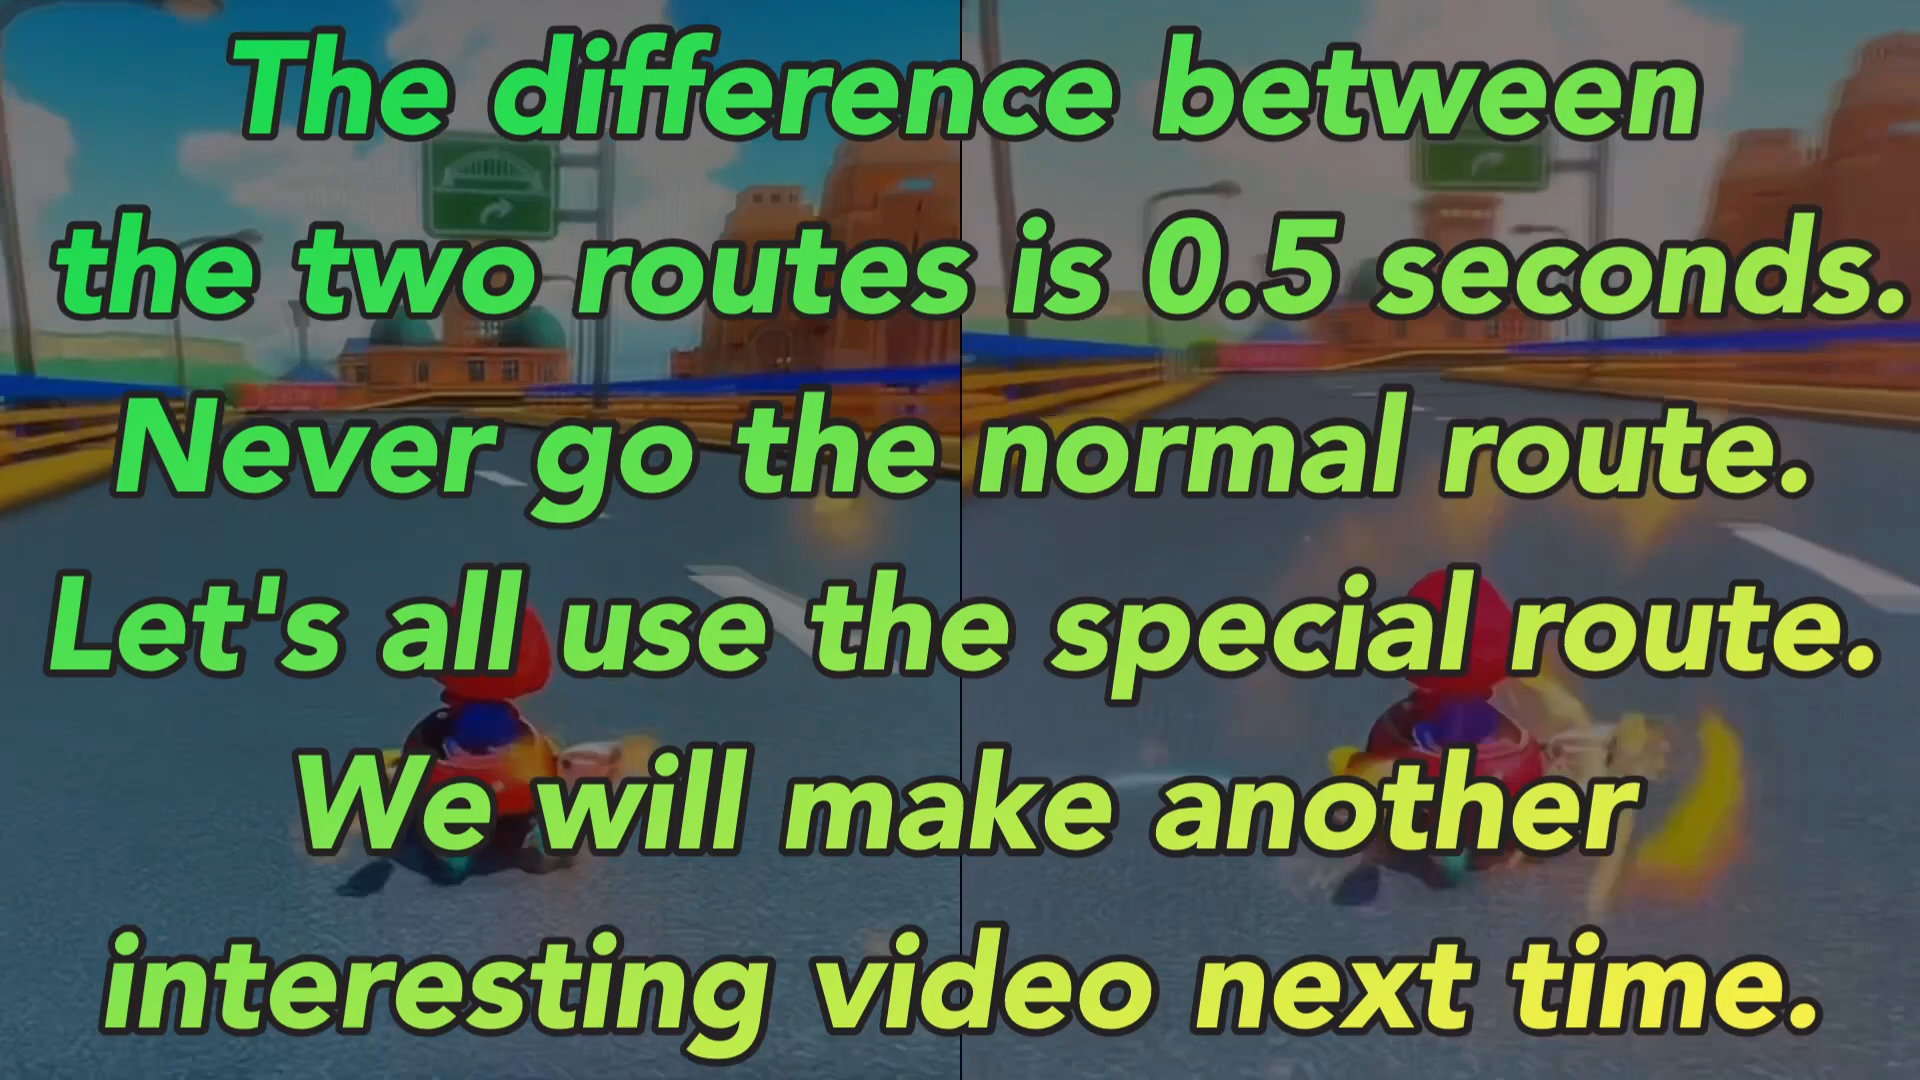 The difference between
the two routes is 0.5 seconds.
Never go the normal route.
Let's all use the special route.
We will make another
interesting video next time.